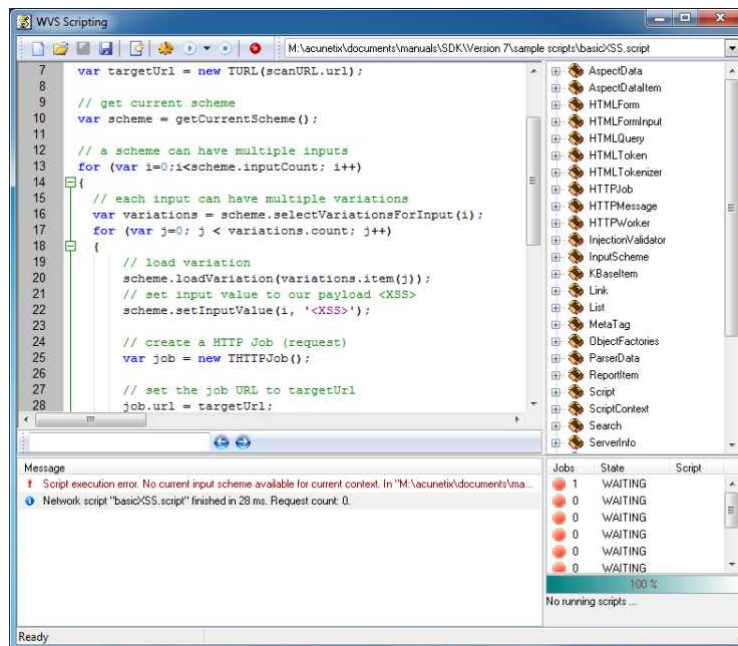 WVS Scripting
M:\acunetix\documents\manuals\SDK\Version 7\sample scripts\basicXSS.script
7 var targetUrl = new TURL(scanURL.url);
8
9 // get current scheme
10 var scheme = getCurrentScheme();
11
12 // a scheme can have multiple inputs
13 for (var i=0;i<scheme.inputCount; i++)
14 {
15 // each input can have multiple variations
16 var variations = scheme.selectVariationsForInput(i);
17 for (var j=0; j < variations.count; j++)
18 {
19 // load variation
20 scheme.loadVariation(variations.item(j));
21 // set input value to our payload <XSS>
22 scheme.setInputValue(i, '<XSS>');
23
24 // create a HTTP Job (request)
25 var job = new THTTPJob();
26
27 // set the job URL to targetUrl
28 job.url = targetUrl;
AspectData
AspectDataItem
HTMLForm
HTMLFormInput
HTMLQuery
HTMLToken
HTMLTokenizer
HTTPJob
HTTPMessage
HTTPWorker
InjectionValidator
InputScheme
KBaseItem
Link
List
MetaTag
ObjectFactories
ParserData
ReportItem
Script
ScriptContext
Search
ServerInfo
Message
Script execution error. No current input scheme available for current context. In "M:\acunetix\documents\ma...
Network script "basicXSS.script" finished in 28 ms. Request count: 0.
Jobs State Script
1 WAITING
0 WAITING
0 WAITING
0 WAITING
0 WAITING
0 WAITING
100 %
No running scripts ...
Ready